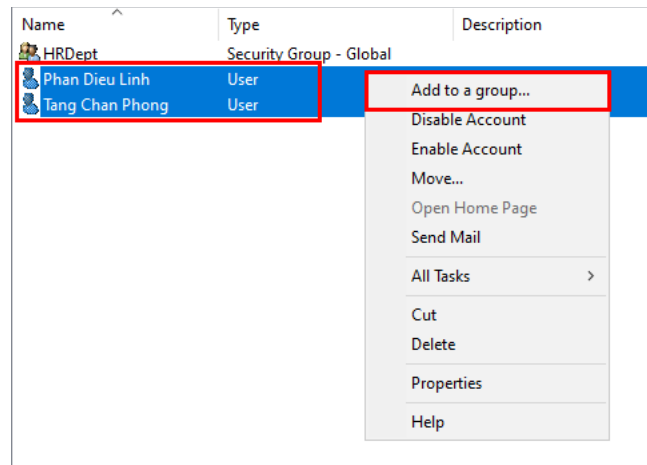 Name Type Description
HRDept Security Group - Global
Phan Dieu Linh User
Tang Chan Phong User
Add to a group...
Disable Account
Enable Account
Move...
Open Home Page
Send Mail
All Tasks
Cut
Delete
Properties
Help